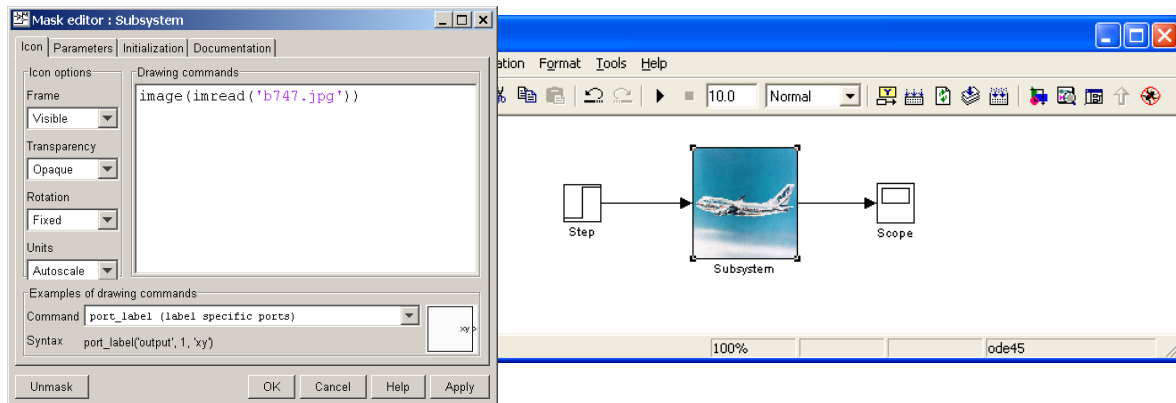 Mask editor : Subsystem
Icon Parameters Initialization Documentation
Icon options
Frame
Visible
Transparency
Opaque
Rotation
Fixed
Units
Autoscale
Drawing commands
image(imread('b747.jpg'))
Examples of drawing commands
Command port_label (label specific ports)
xy
Syntax port_label('output', 1, 'xy')
Unmask OK Cancel Help Apply
Format Tools Help
10.0 Normal
Step
Subsystem
Scope
100% ode45